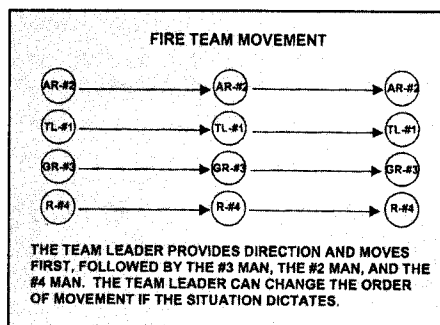 FIRE TEAM MOVEMENT
AR-#2 AR-#2 AR-#2
TL-#1 TL-#1 TL-#1
GR-#3 GR-#3 GR-#3
R-#4 R-#4 R-#4
THE TEAM LEADER PROVIDES DIRECTION AND MOVES
FIRST, FOLLOWED BY THE #3 MAN, THE #2 MAN, AND THE
#4 MAN. THE TEAM LEADER CAN CHANGE THE ORDER
OF MOVEMENT IF THE SITUATION DICTATES.